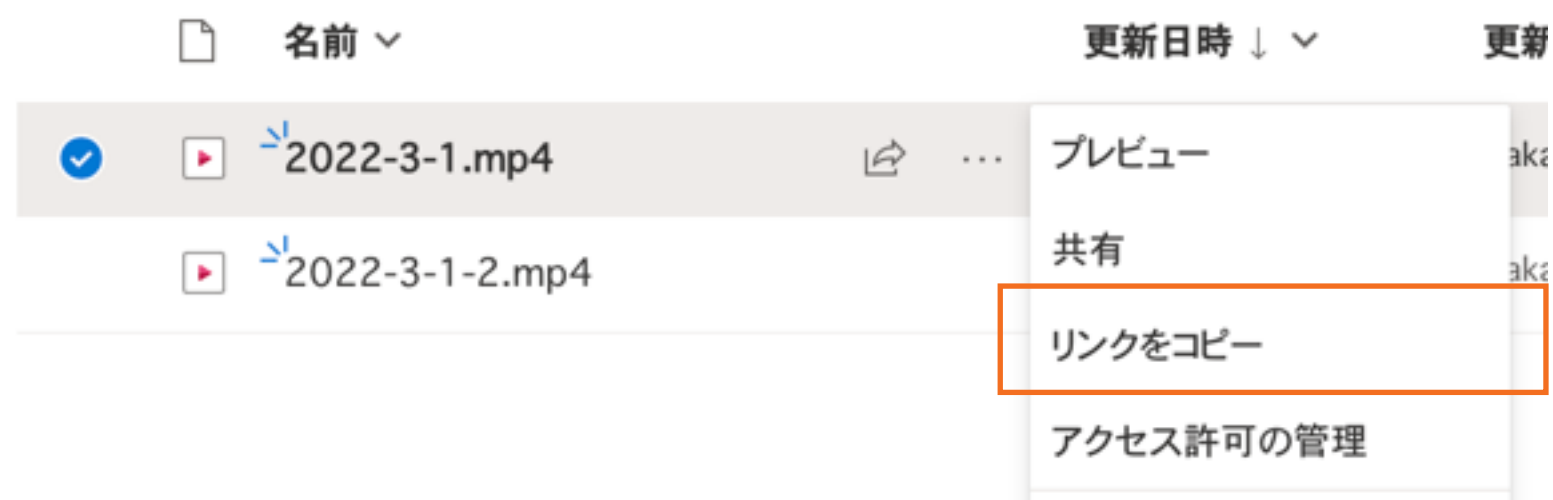 名前 更新日時 ↓ 更新
2022-3-1.mp4
プレビュー
共有
2022-3-1-2.mp4
リンクをコピー
アクセス許可の管理